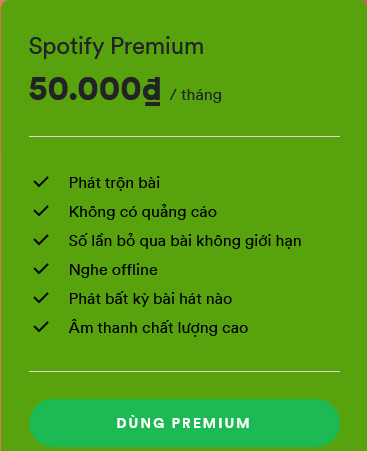 Spotify Premium
50.000₫ / tháng
Phát trộn bài
Không có quảng cáo
Số lần bỏ qua bài không giới hạn
Nghe offline
Phát bất kỳ bài hát nào
Âm thanh chất lượng cao
DÙNG PREMIUM